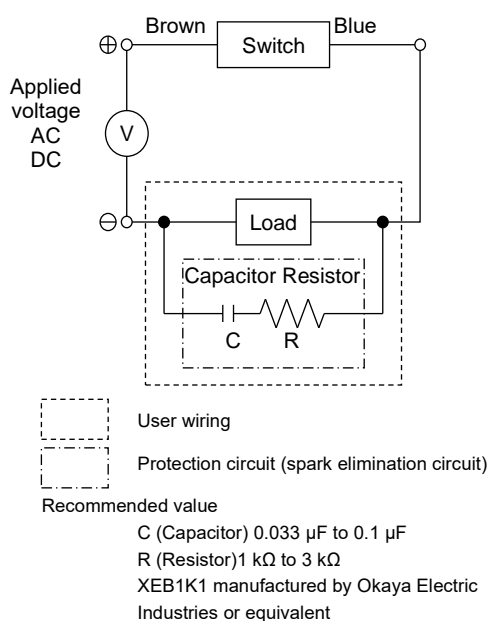 Brown
Blue
Switch
⊕
Applied
voltage
AC
DC
V
⊖
Load
Capacitor Resistor
C
R
User wiring
Protection circuit (spark elimination circuit)
Recommended value
C (Capacitor) 0.033 μF to 0.1 μF
R (Resistor)1 kΩ to 3 kΩ
XEB1K1 manufactured by Okaya Electric
Industries or equivalent